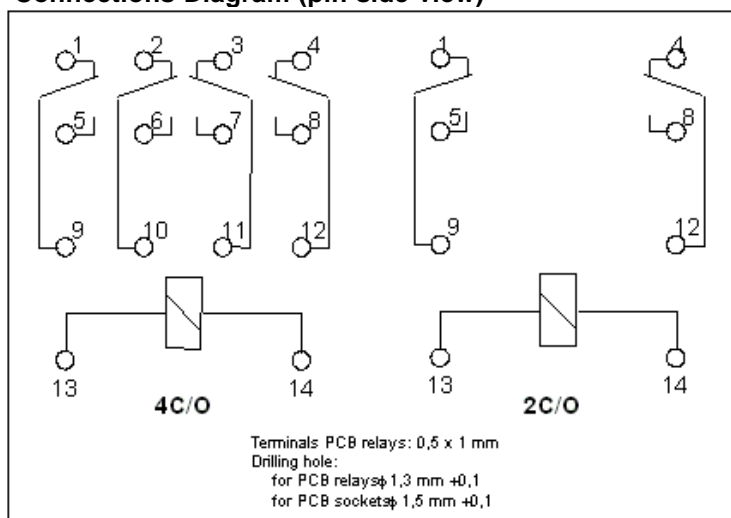 Connections Diagram (pin side view)
1 2 3 4 1 4
5 6 7 8 5 8
9 10 11 12 9 12
13 14 13 14
4C/O 2C/O
Terminals PCB relays: 0,5 x 1 mm
Drilling hole:
for PCB relaysϕ 1,3 mm +0,1
for PCB socketsϕ 1,5 mm +0,1